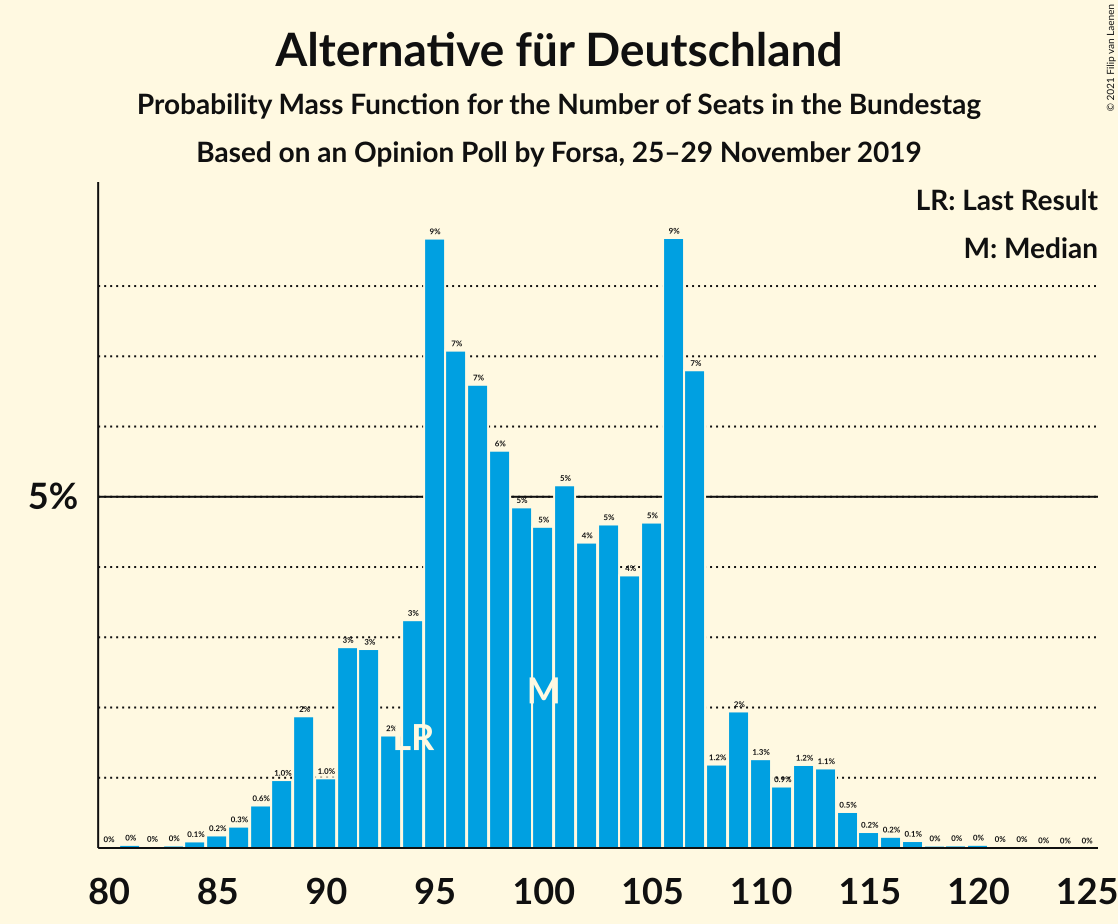 Alternative für Deutschland
Probability Mass Function for the Number of Seats in the Bundestag
Based on an Opinion Poll by Forsa, 25–29 November 2019
© 2021 Filip van Laenen
LR: Last Result
M: Median
5%
0% 0% 0% 0% 0.1% 0.2% 0.3% 0.6% 1.0% 2% 1.0% 3% 3% 2% 3% 9% 7% 7% 6% 5% 5% 5% 4% 5% 4% 5% 9% 7% 1.2% 2% 1.3% 0.9% 1.2% 1.1% 0.5% 0.2% 0.2% 0.1% 0% 0% 0% 0% 0% 0% 0% 0%
M
LR
80 85 90 95 100 105 110 115 120 125